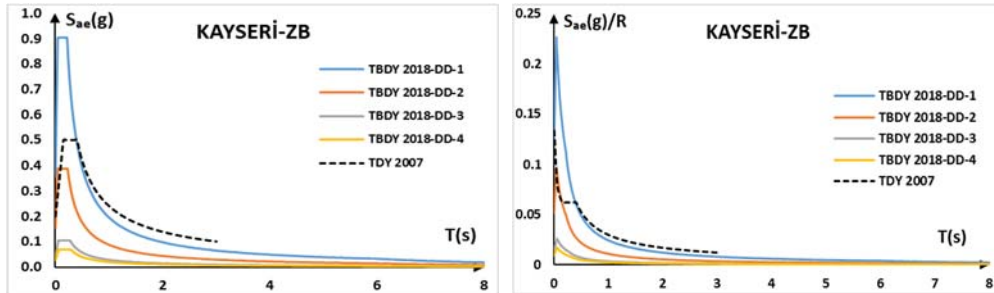 Sae(g)
KAYSERİ-ZB
1.0
0.9
0.8
0.7
0.6
0.5
0.4
0.3
0.2
0.1
0.0
TBDY 2018-DD-1
TBDY 2018-DD-2
TBDY 2018-DD-3
TBDY 2018-DD-4
TDY 2007
T(s)
0
2
4
6
8
Sae(g)/R
KAYSERİ-ZB
0.25
0.2
0.15
0.1
0.05
0
TBDY 2018-DD-1
TBDY 2018-DD-2
TBDY 2018-DD-3
TBDY 2018-DD-4
TDY 2007
T(s)
0
1
2
3
4
5
6
7
8